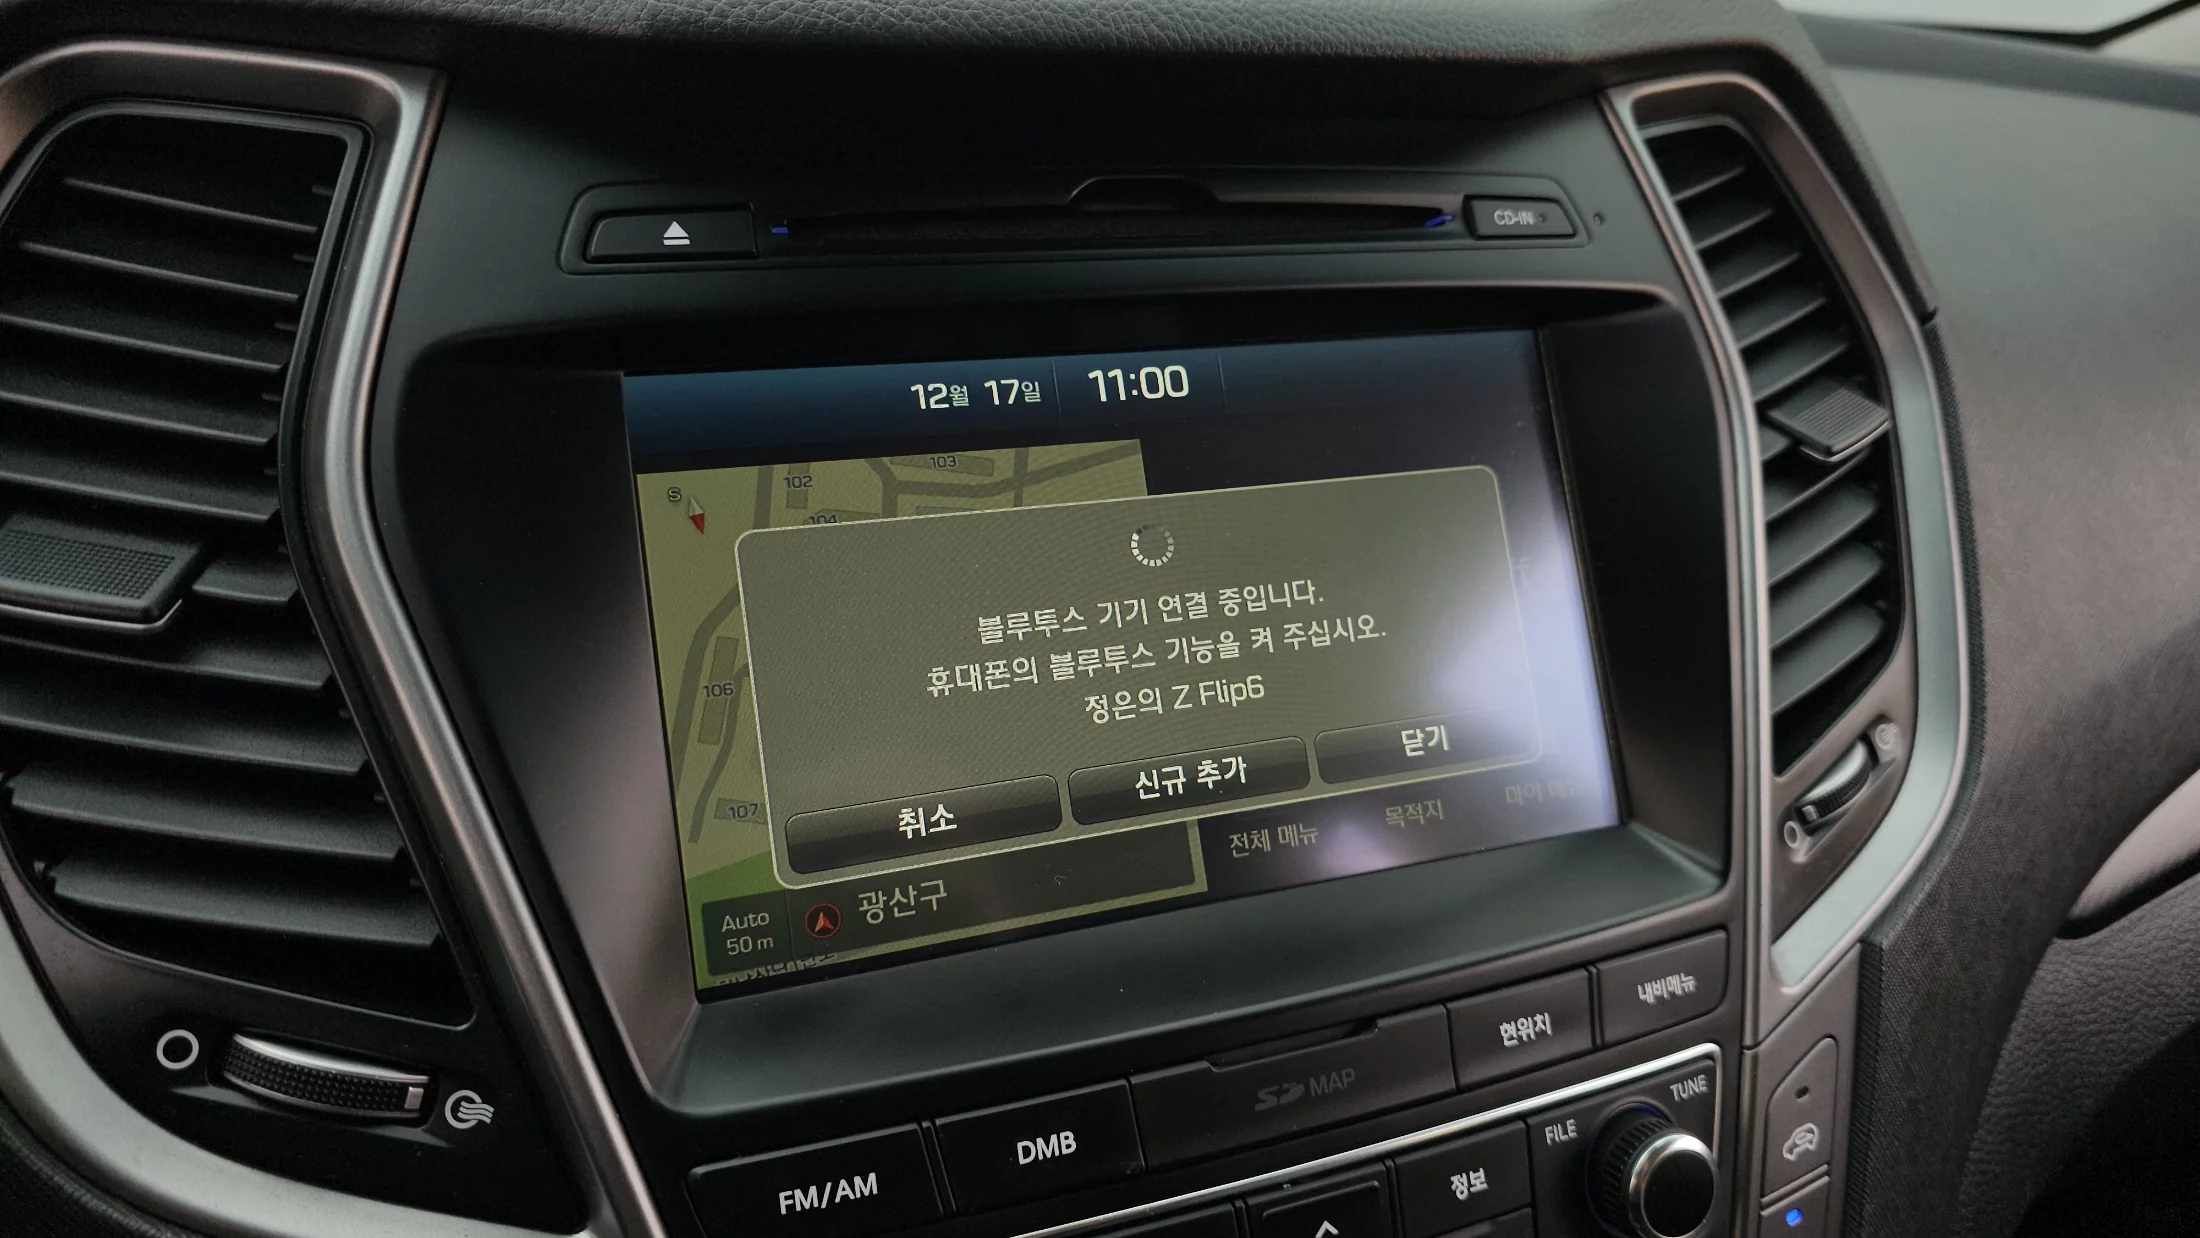 CD-IN
12월 17일 11:00
103
S
102
104
블루투스 기기 연결 중입니다.
휴대폰의 블루투스 기능을 켜 주십시오.
정은의 Z Flip6
106
107
취소 신규 추가 닫기
전체 메뉴 목적지 마이
Auto
50 m
광산구
현위치 내비메뉴
SD MAP
FM/AM DMB
정보
FILE
TUNE